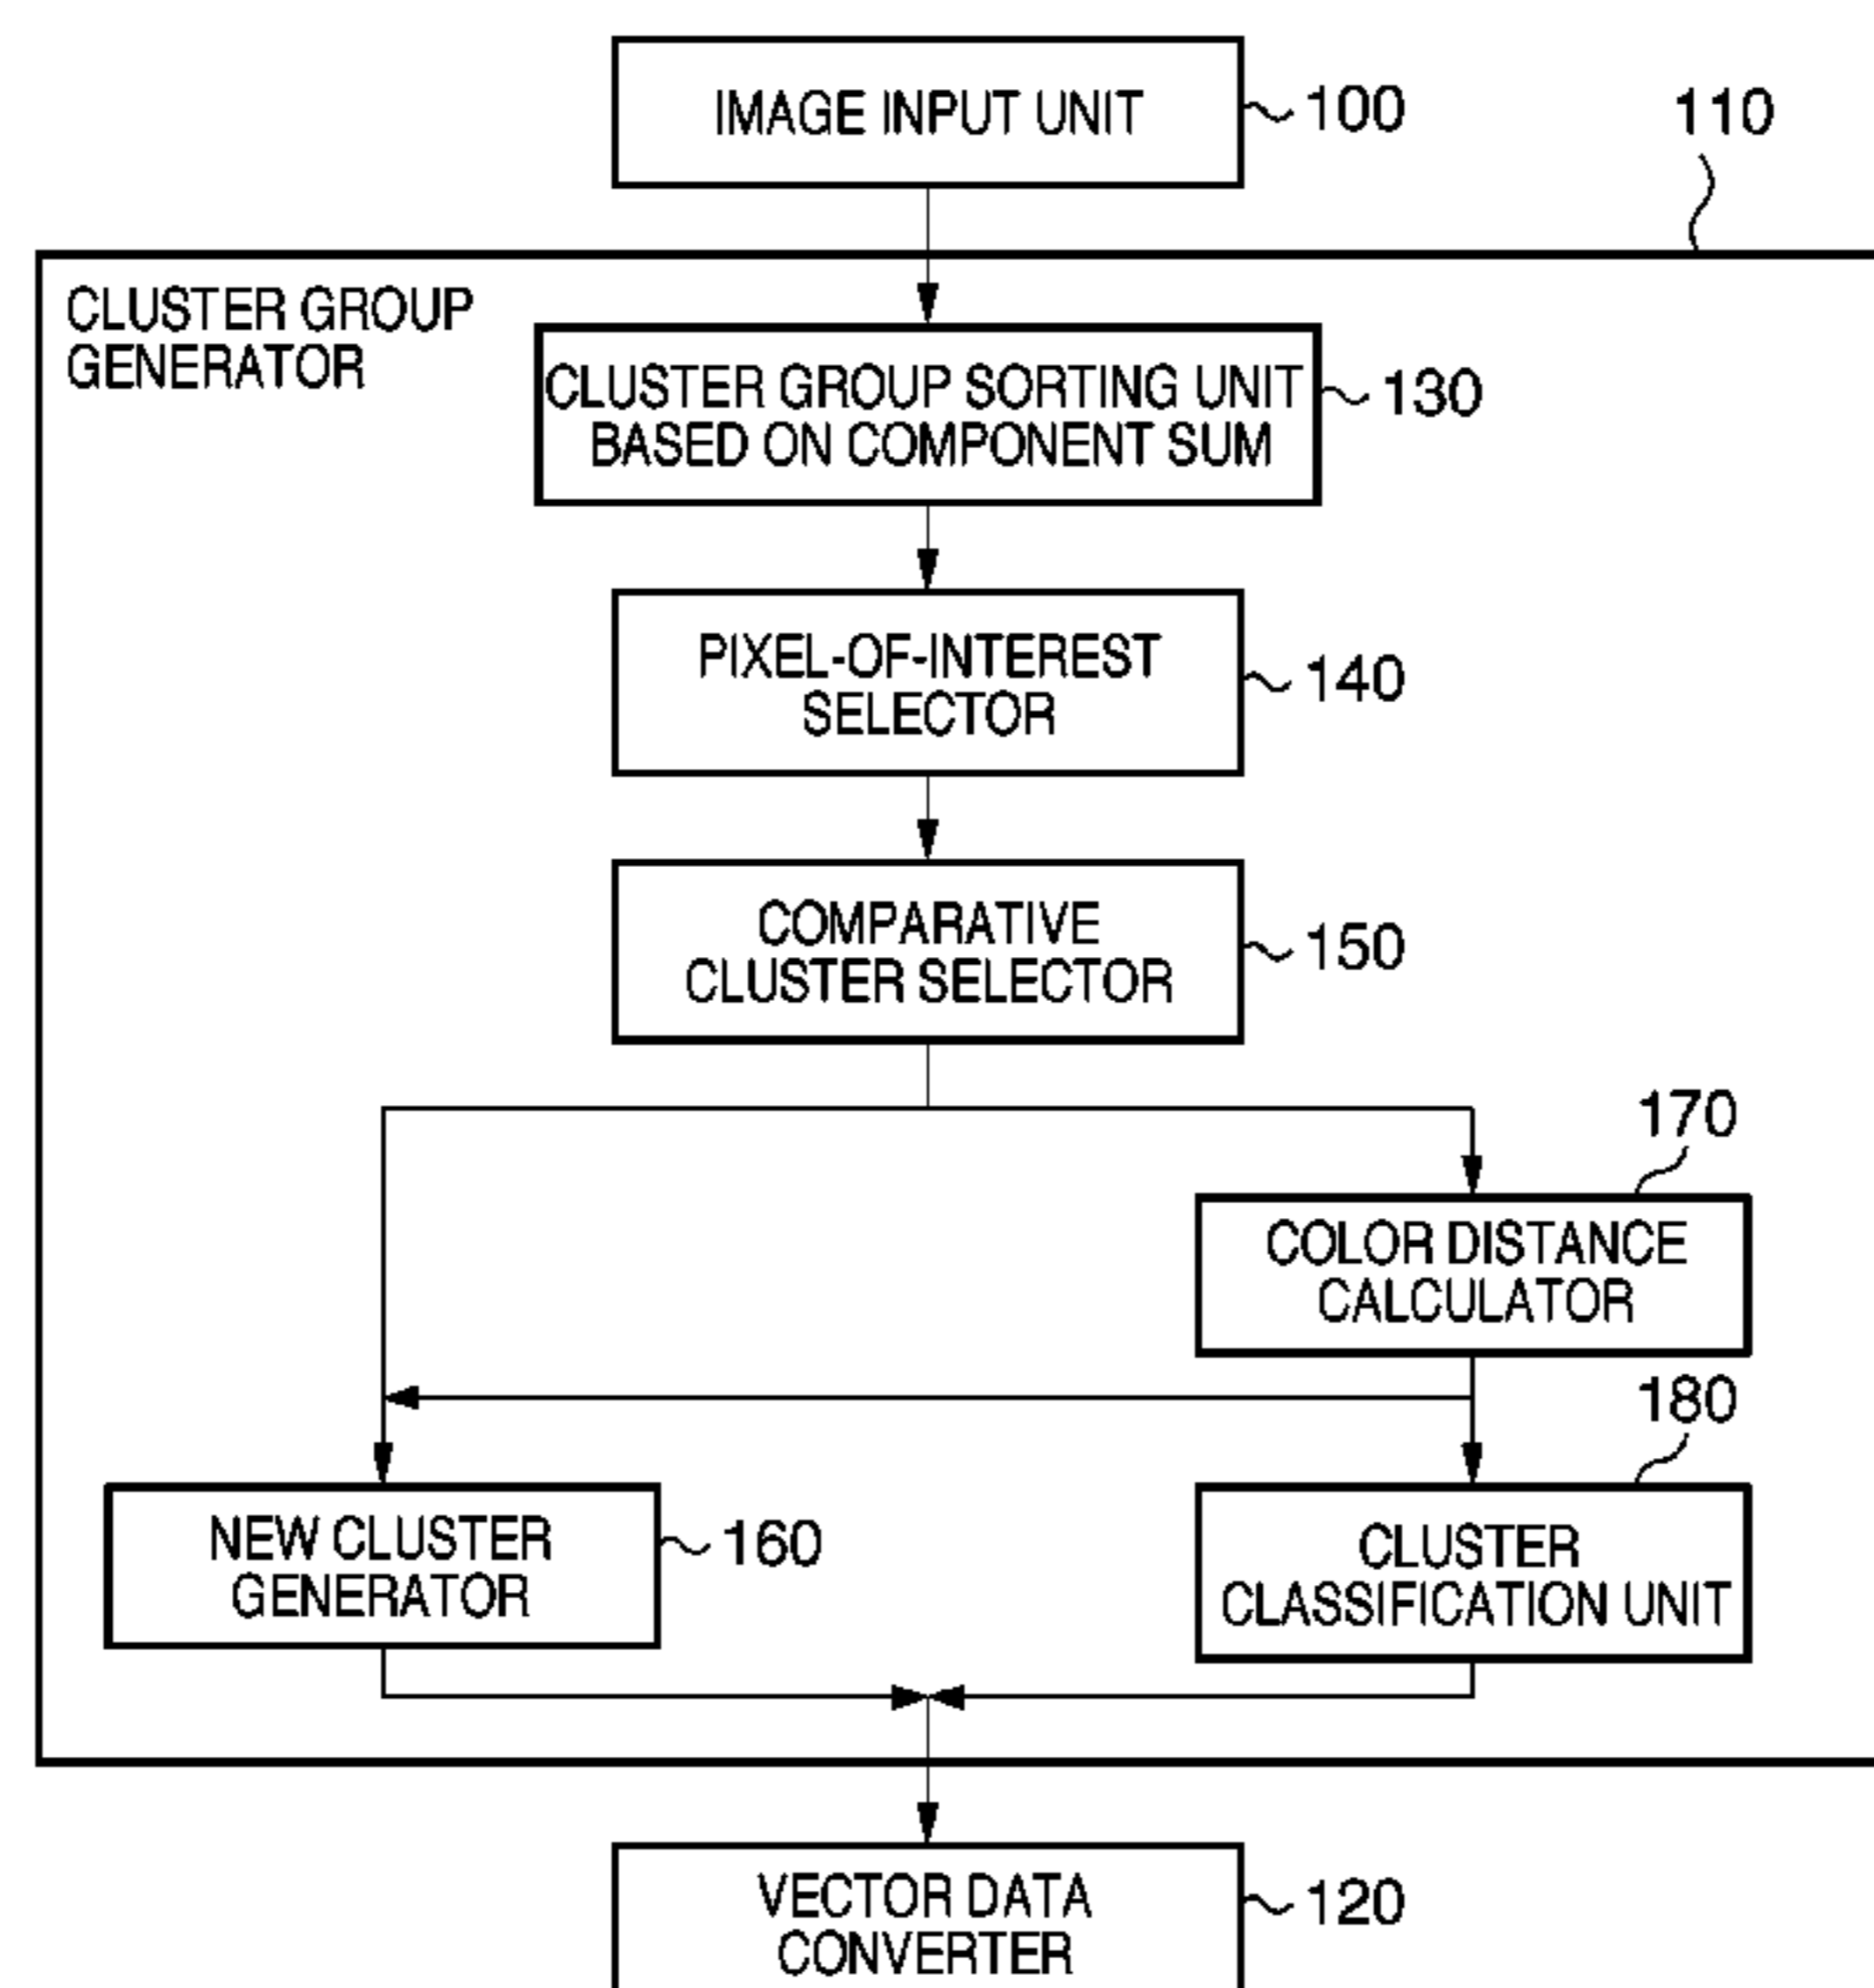 IMAGE INPUT UNIT
100
110
CLUSTER GROUP
GENERATOR
CLUSTER GROUP SORTING UNIT
BASED ON COMPONENT SUM
130
PIXEL-OF-INTEREST
SELECTOR
140
COMPARATIVE
CLUSTER SELECTOR
150
170
COLOR DISTANCE
CALCULATOR
180
NEW CLUSTER
GENERATOR
160
CLUSTER
CLASSIFICATION UNIT
VECTOR DATA
CONVERTER
120